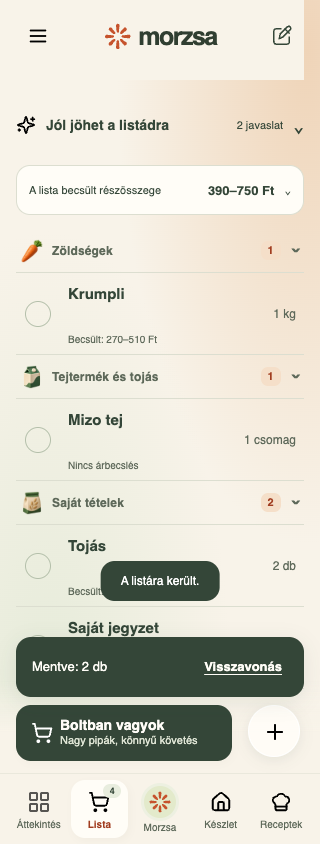 morzsa
Jól jöhet a listádra
2 javaslat
A lista becsült részösszege
390–750 Ft
Zöldségek
1
Krumpli
1 kg
Becsült: 270–510 Ft
Tejtermék és tojás
1
Mizo tej
1 csomag
Nincs árbecslés
Saját tételek
2
Tojás
2 db
A listára került.
Saját jegyzet
Mentve: 2 db
Visszavonás
Boltban vagyok
Nagy pipák, könnyű követés
4
Áttekintés
Lista
Morzsa
Készlet
Receptek